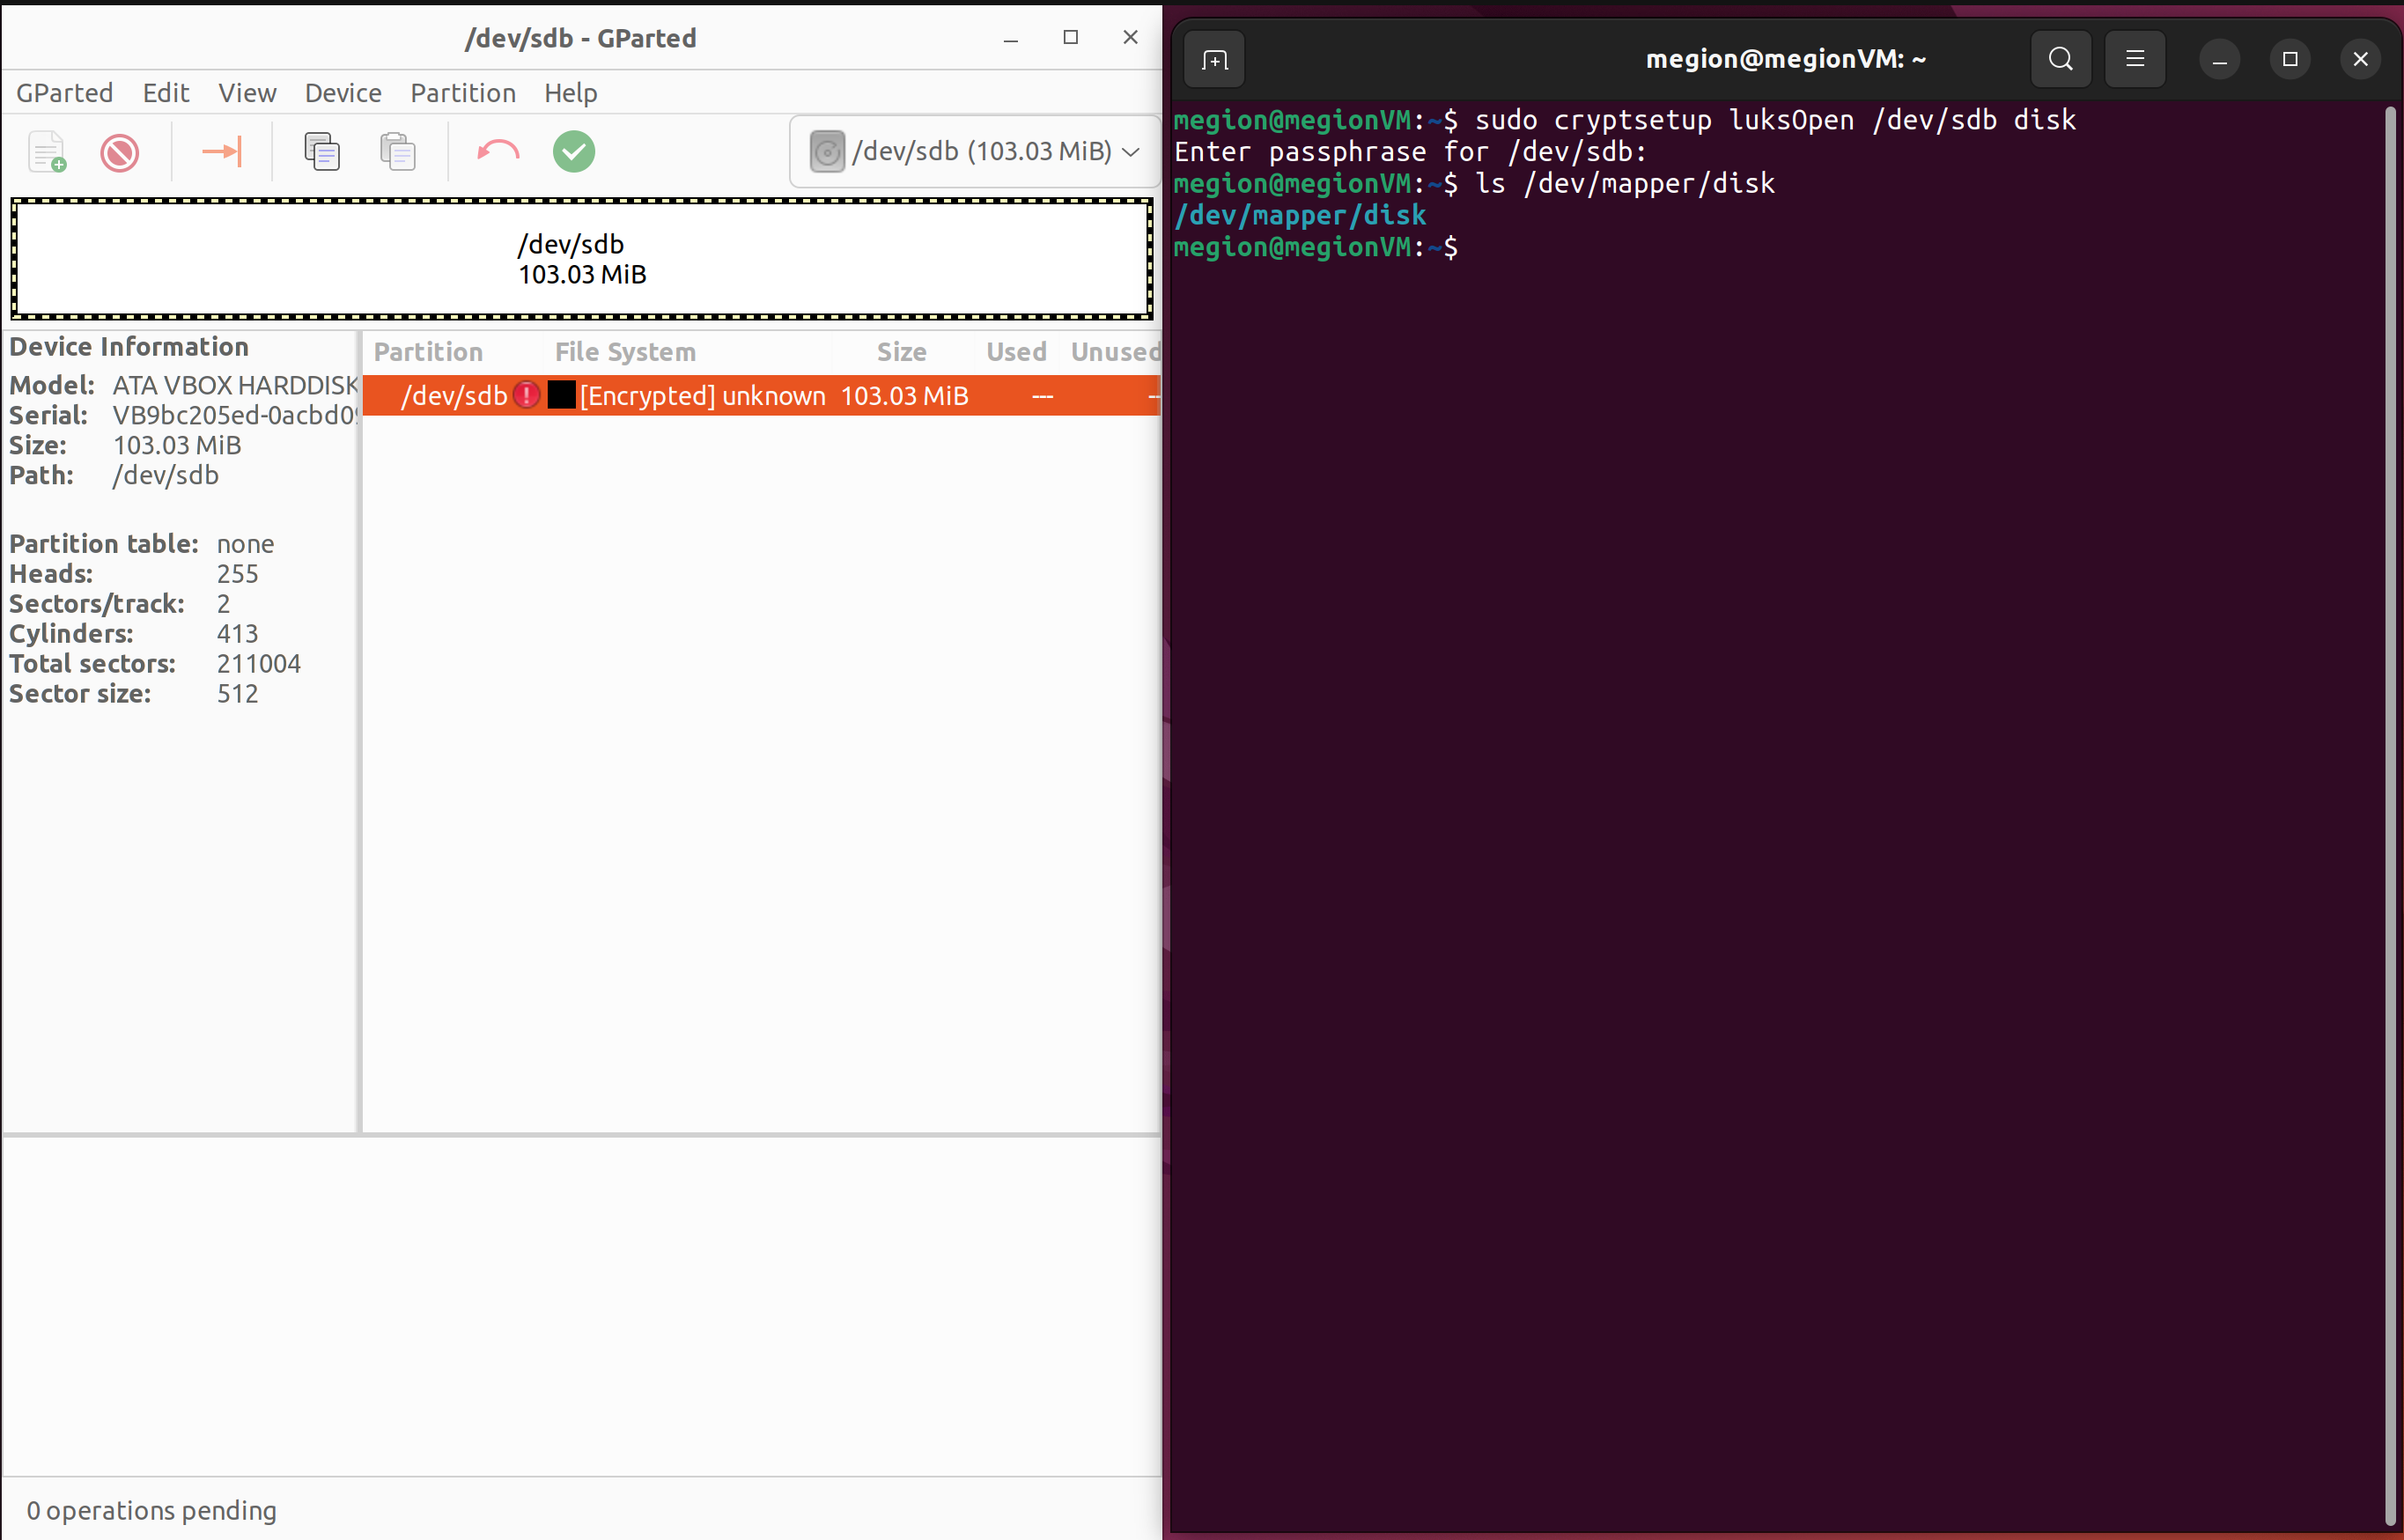 /dev/sdb - GParted
GParted Edit View Device Partition Help
/dev/sdb (103.03 MiB)
/dev/sdb
103.03 MiB
Device Information
Model: ATA VBOX HARDDISK
Serial: VB9bc205ed-0acbd09
Size: 103.03 MiB
Path: /dev/sdb
Partition table: none
Heads: 255
Sectors/track: 2
Cylinders: 413
Total sectors: 211004
Sector size: 512
Partition File System Size Used Unused
/dev/sdb [Encrypted] unknown 103.03 MiB --- --
0 operations pending
megion@megionVM: ~
megion@megionVM:~$ sudo cryptsetup luksOpen /dev/sdb disk
Enter passphrase for /dev/sdb:
megion@megionVM:~$ ls /dev/mapper/disk
/dev/mapper/disk
megion@megionVM:~$